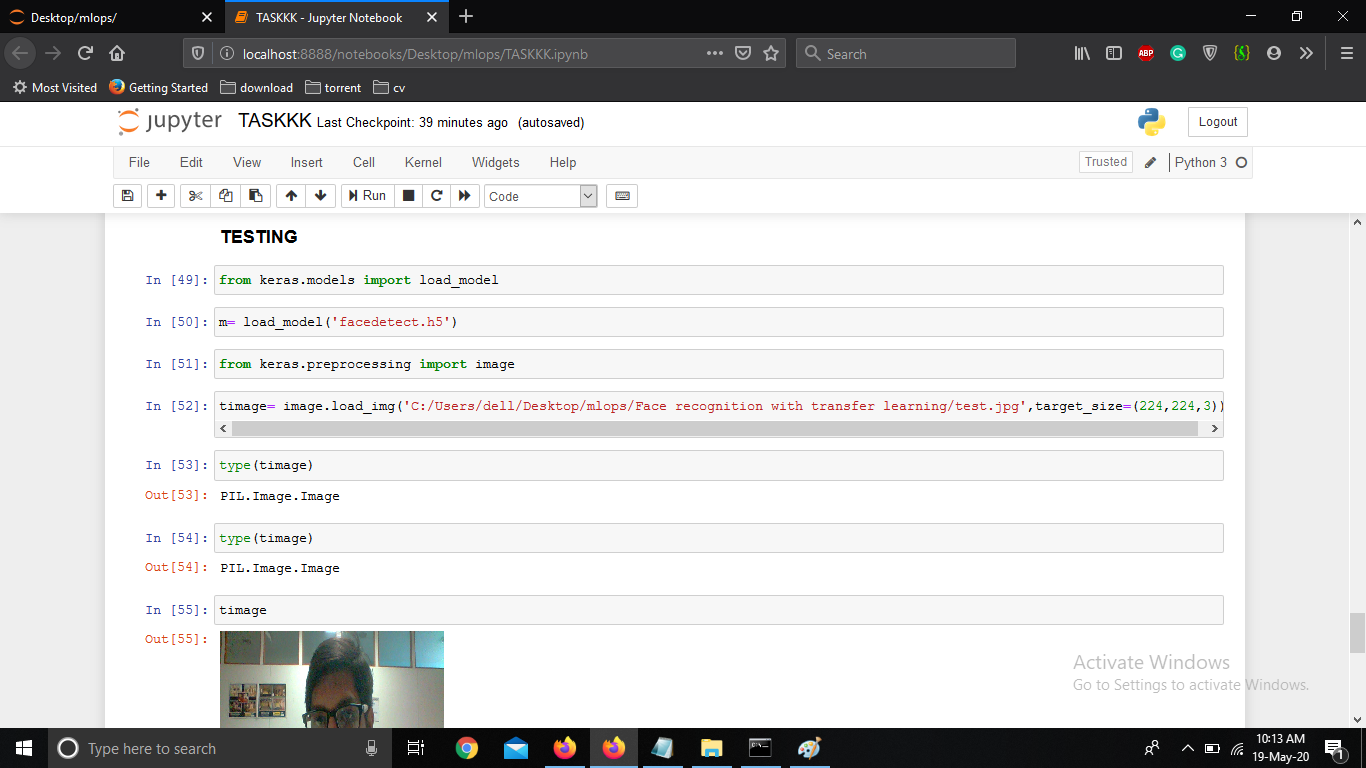 Desktop/mlops/
TASKKK - Jupyter Notebook
localhost:8888/notebooks/Desktop/mlops/TASKKK.ipynb
Search
ABP
Most Visited
Getting Started
download
torrent
cv
jupyter TASKKK Last Checkpoint: 39 minutes ago (autosaved)
Logout
File Edit View Insert Cell Kernel Widgets Help
Trusted
Python 3
Run
Code
TESTING
In [49]: from keras.models import load_model
In [50]: m= load_model('facedetect.h5')
In [51]: from keras.preprocessing import image
In [52]: timage= image.load_img('C:/Users/dell/Desktop/mlops/Face recognition with transfer learning/test.jpg',target_size=(224,224,3))
In [53]: type(timage)
Out[53]: PIL.Image.Image
In [54]: type(timage)
Out[54]: PIL.Image.Image
In [55]: timage
Out[55]:
Activate Windows
Go to Settings to activate Windows.
Type here to search
10:13 AM
19-May-20
1